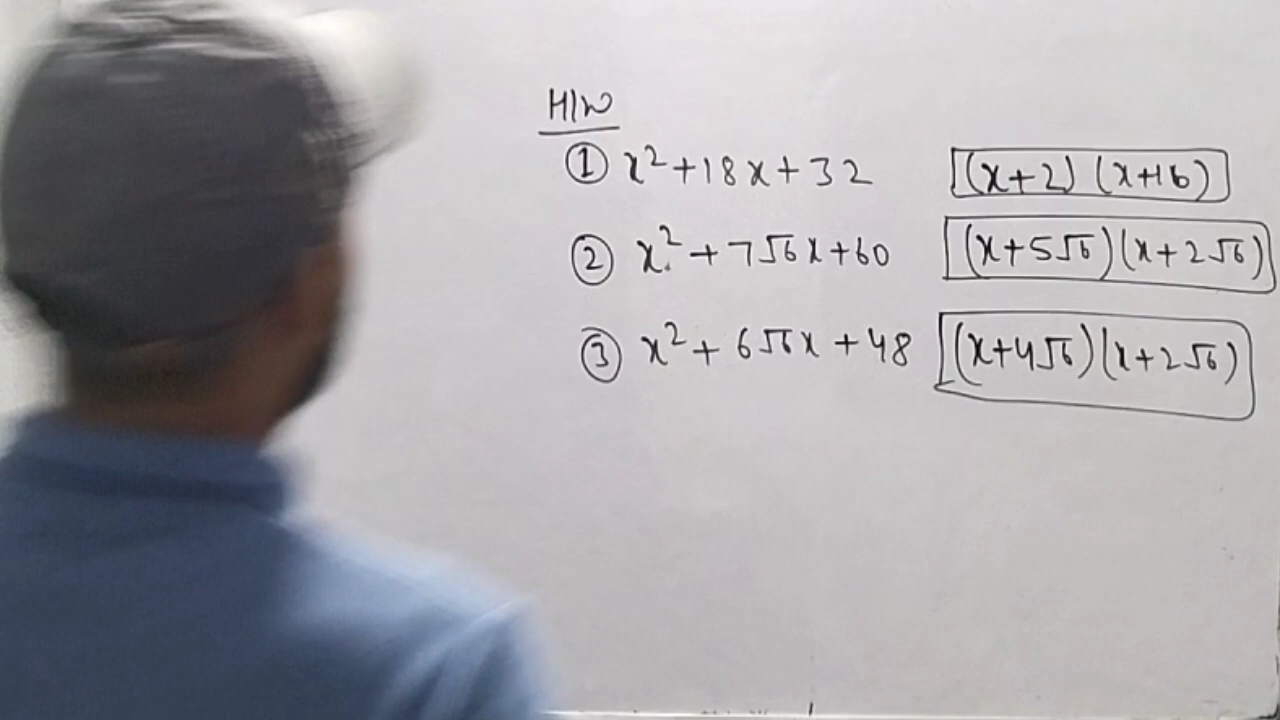 H/W
① x²+18x+32 (x+2) (x+16)
② x²+7√6x+60 (x+5√6)(x+2√6)
③ x²+6√6x+48 (x+4√6)(x+2√6)